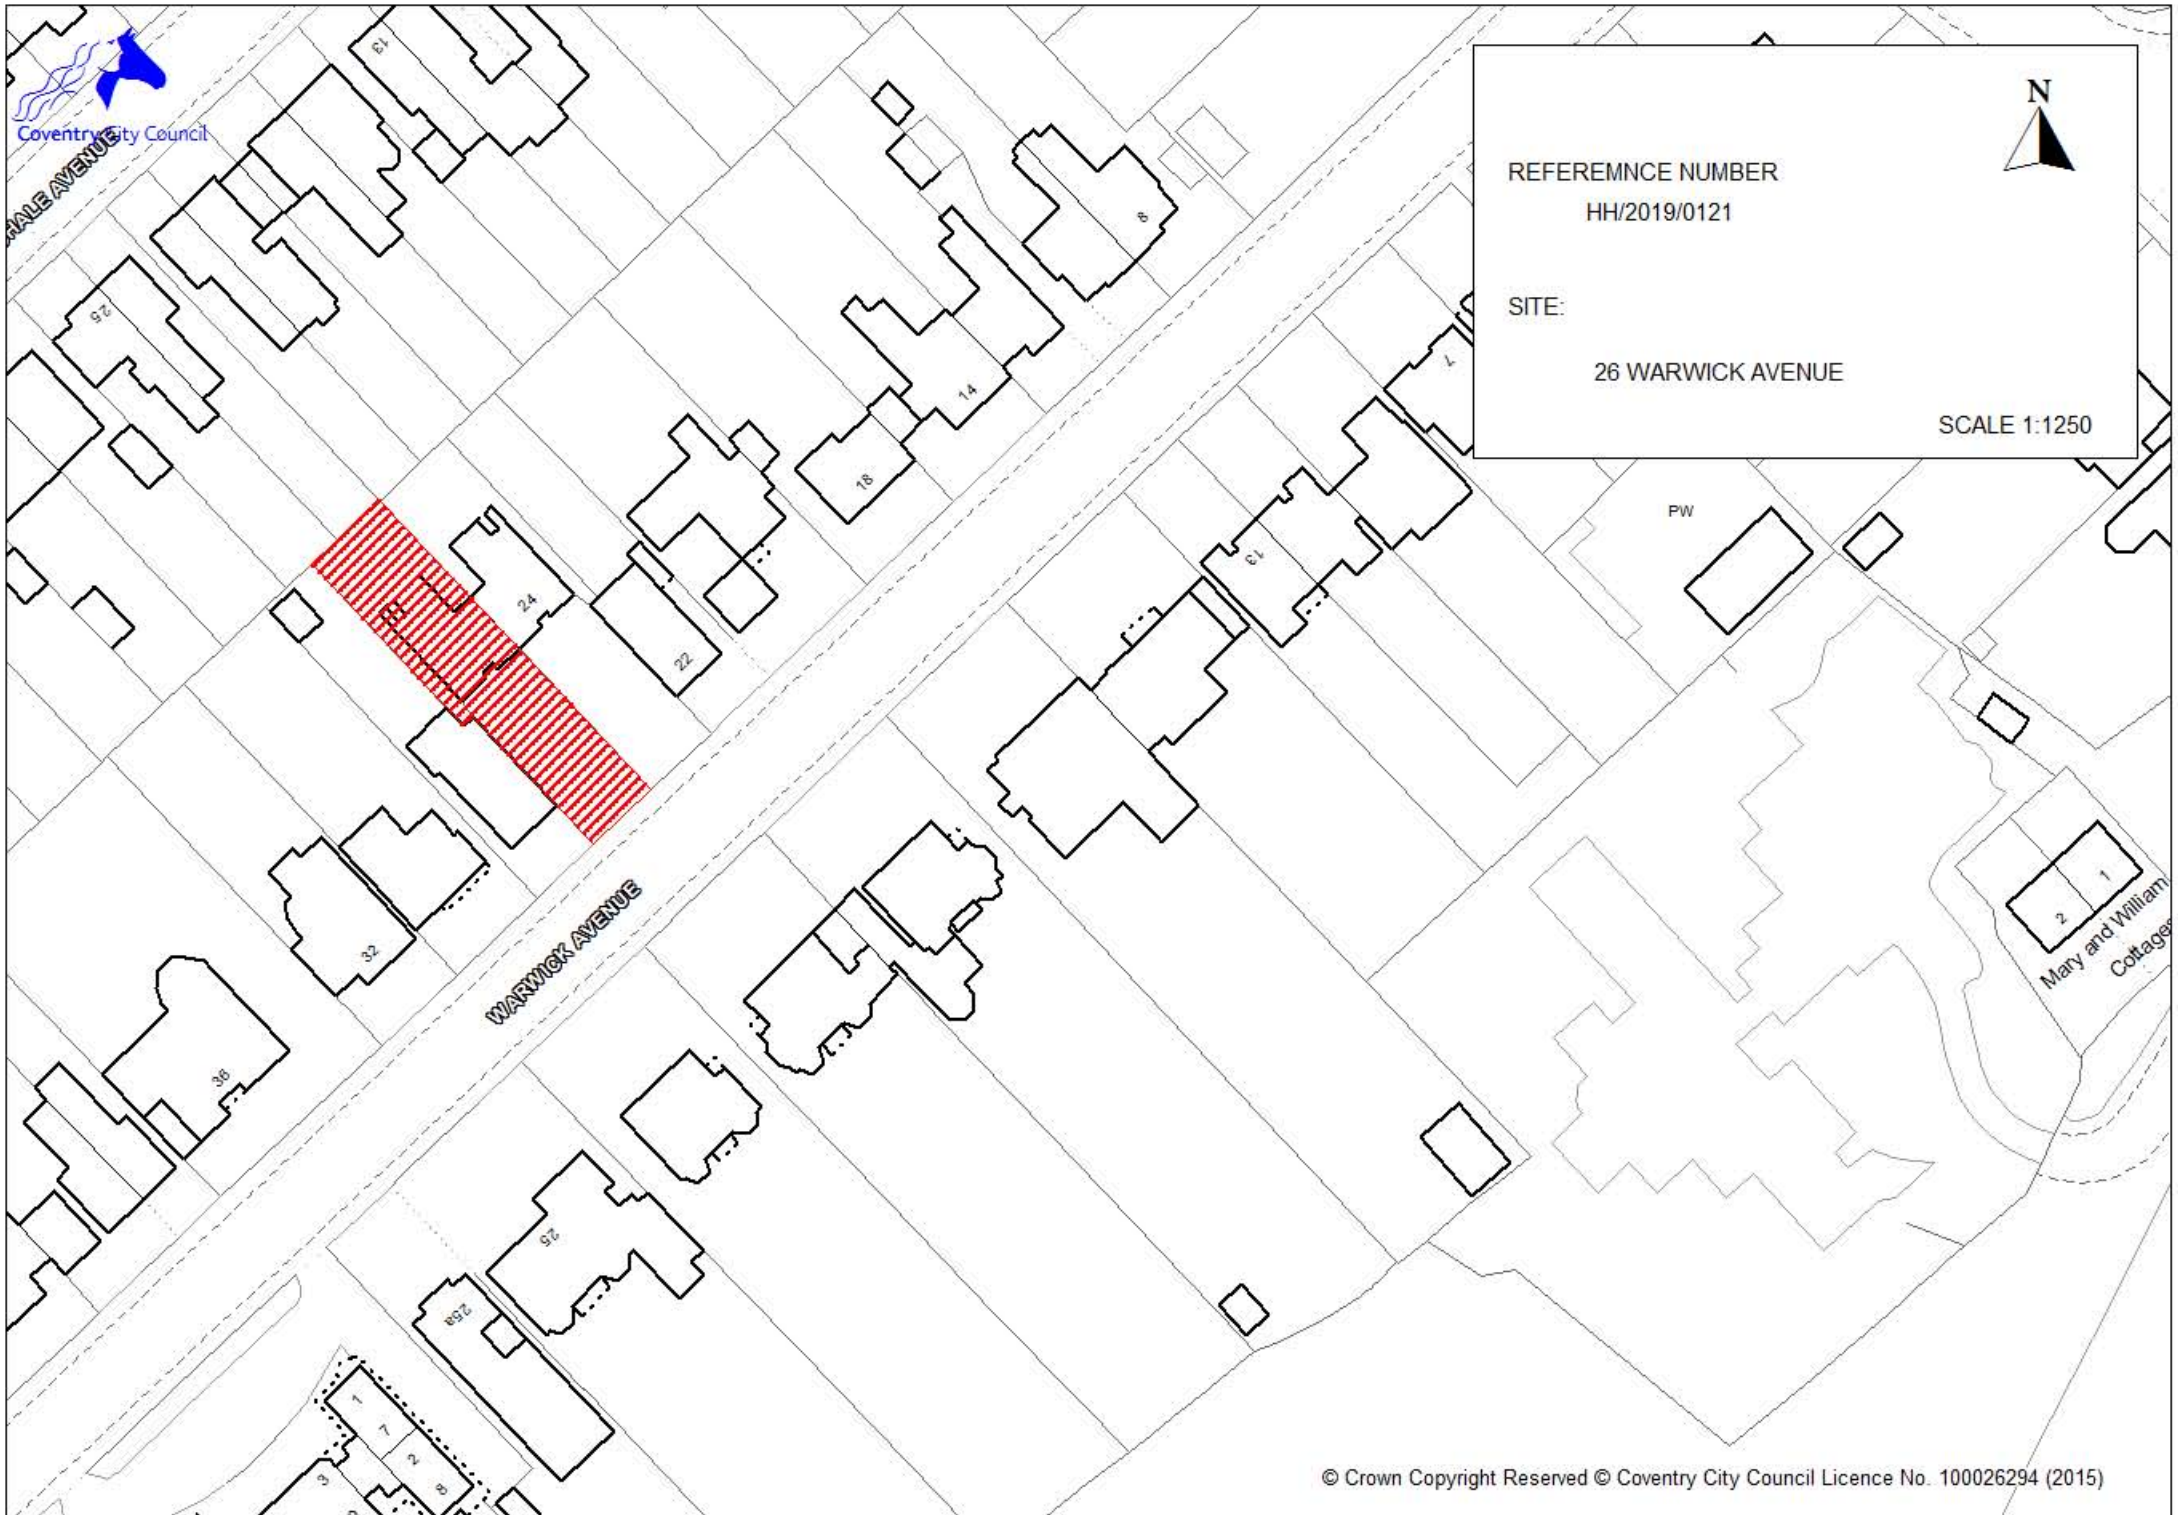 Coventry City Council
HALE AVENUE
N
REFEREMNCE NUMBER
HH/2019/0121
SITE:
26 WARWICK AVENUE
SCALE 1:1250
13
8
25
14
7
18
PW
24
13
22
1
2
Mary and William
Cottages
WARWICK AVENUE
32
36
25
25a
1
7
2
3
8
© Crown Copyright Reserved © Coventry City Council Licence No. 100026294 (2015)